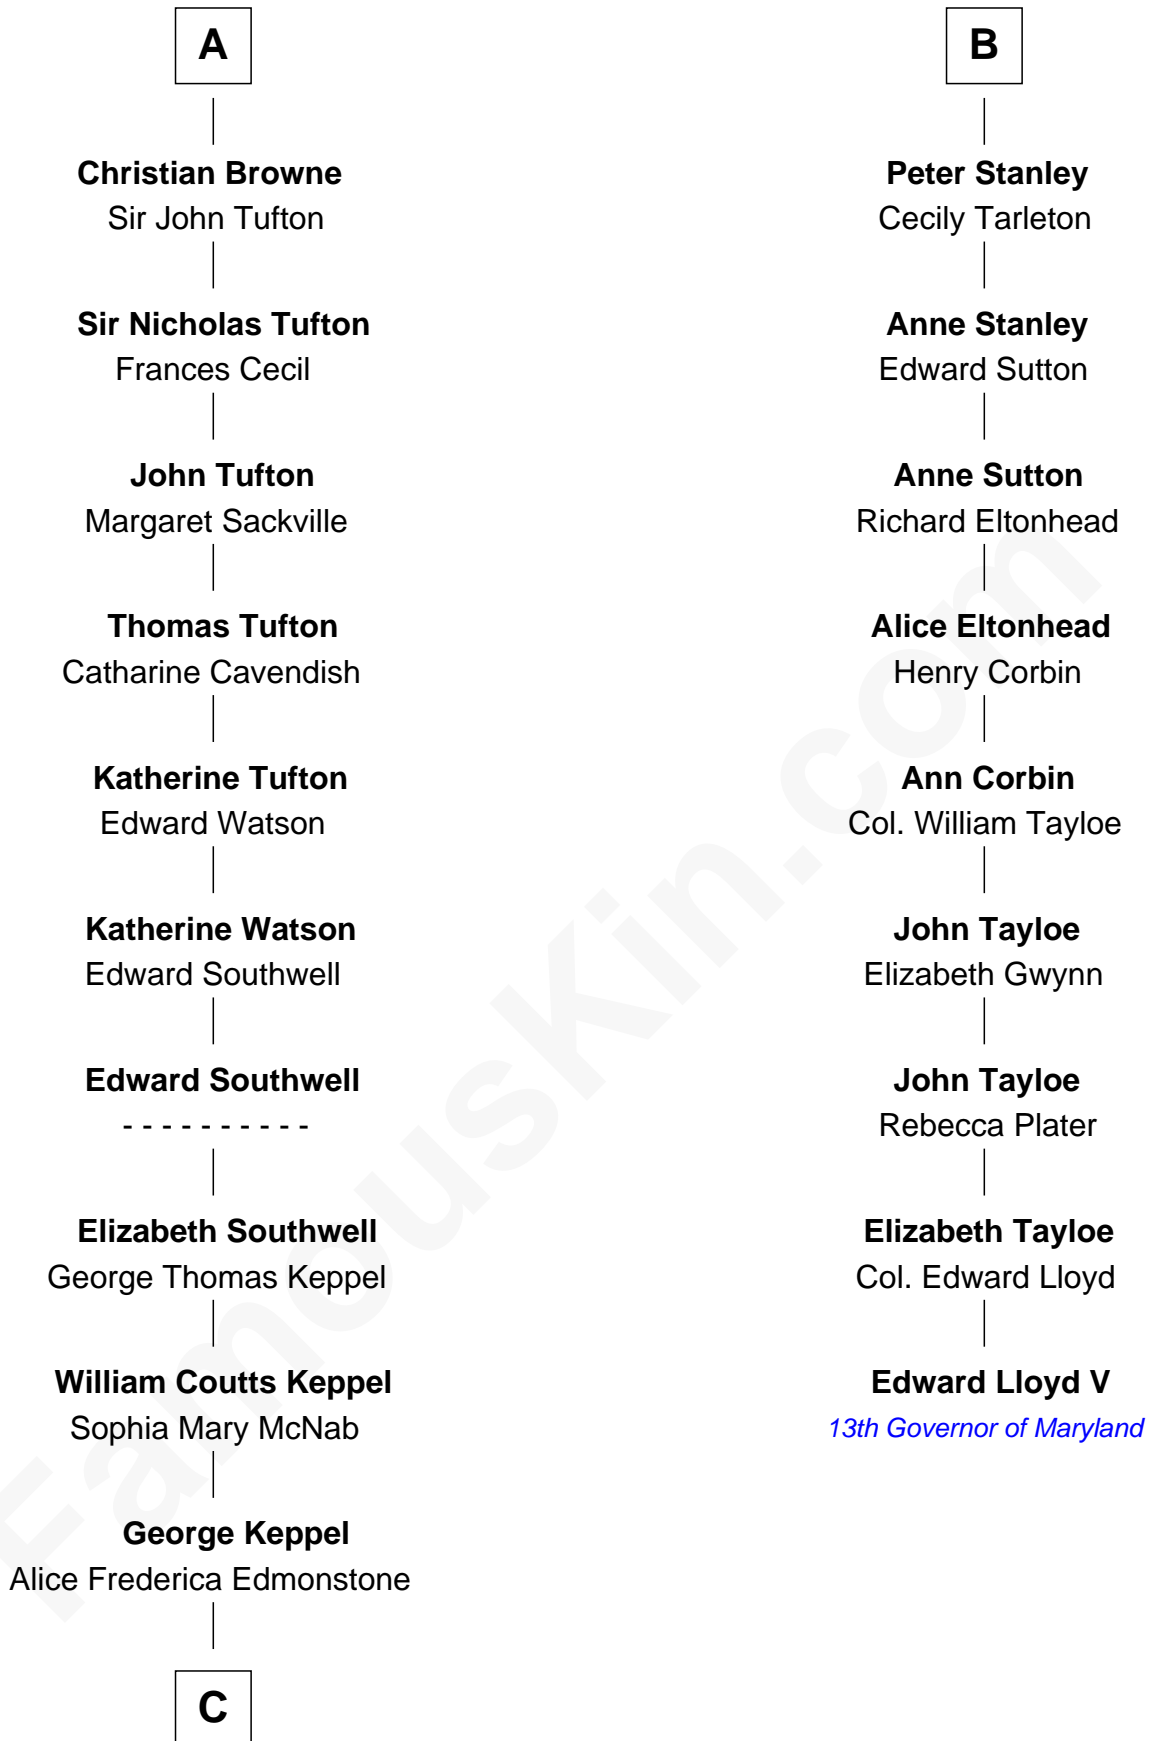 A
Christian Browne
Sir John Tufton
Sir Nicholas Tufton
Frances Cecil
John Tufton
Margaret Sackville
Thomas Tufton
Catharine Cavendish
Katherine Tufton
Edward Watson
Katherine Watson
Edward Southwell
Edward Southwell
- - - - - - - - - -
Elizabeth Southwell
George Thomas Keppel
William Coutts Keppel
Sophia Mary McNab
George Keppel
Alice Frederica Edmonstone
C
B
Peter Stanley
Cecily Tarleton
Anne Stanley
Edward Sutton
Anne Sutton
Richard Eltonhead
Alice Eltonhead
Henry Corbin
Ann Corbin
Col. William Tayloe
John Tayloe
Elizabeth Gwynn
John Tayloe
Rebecca Plater
Elizabeth Tayloe
Col. Edward Lloyd
Edward Lloyd V
13th Governor of Maryland
FamousKin.com